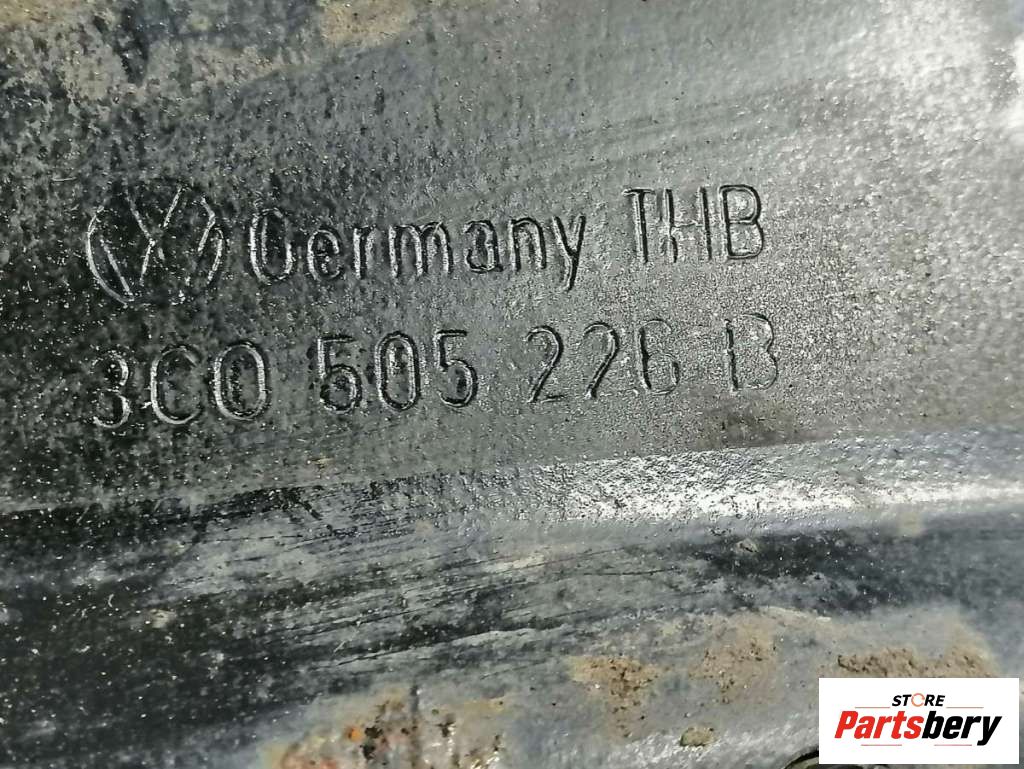 Germany THB
3C0 505 226 B
STORE
Partsbery